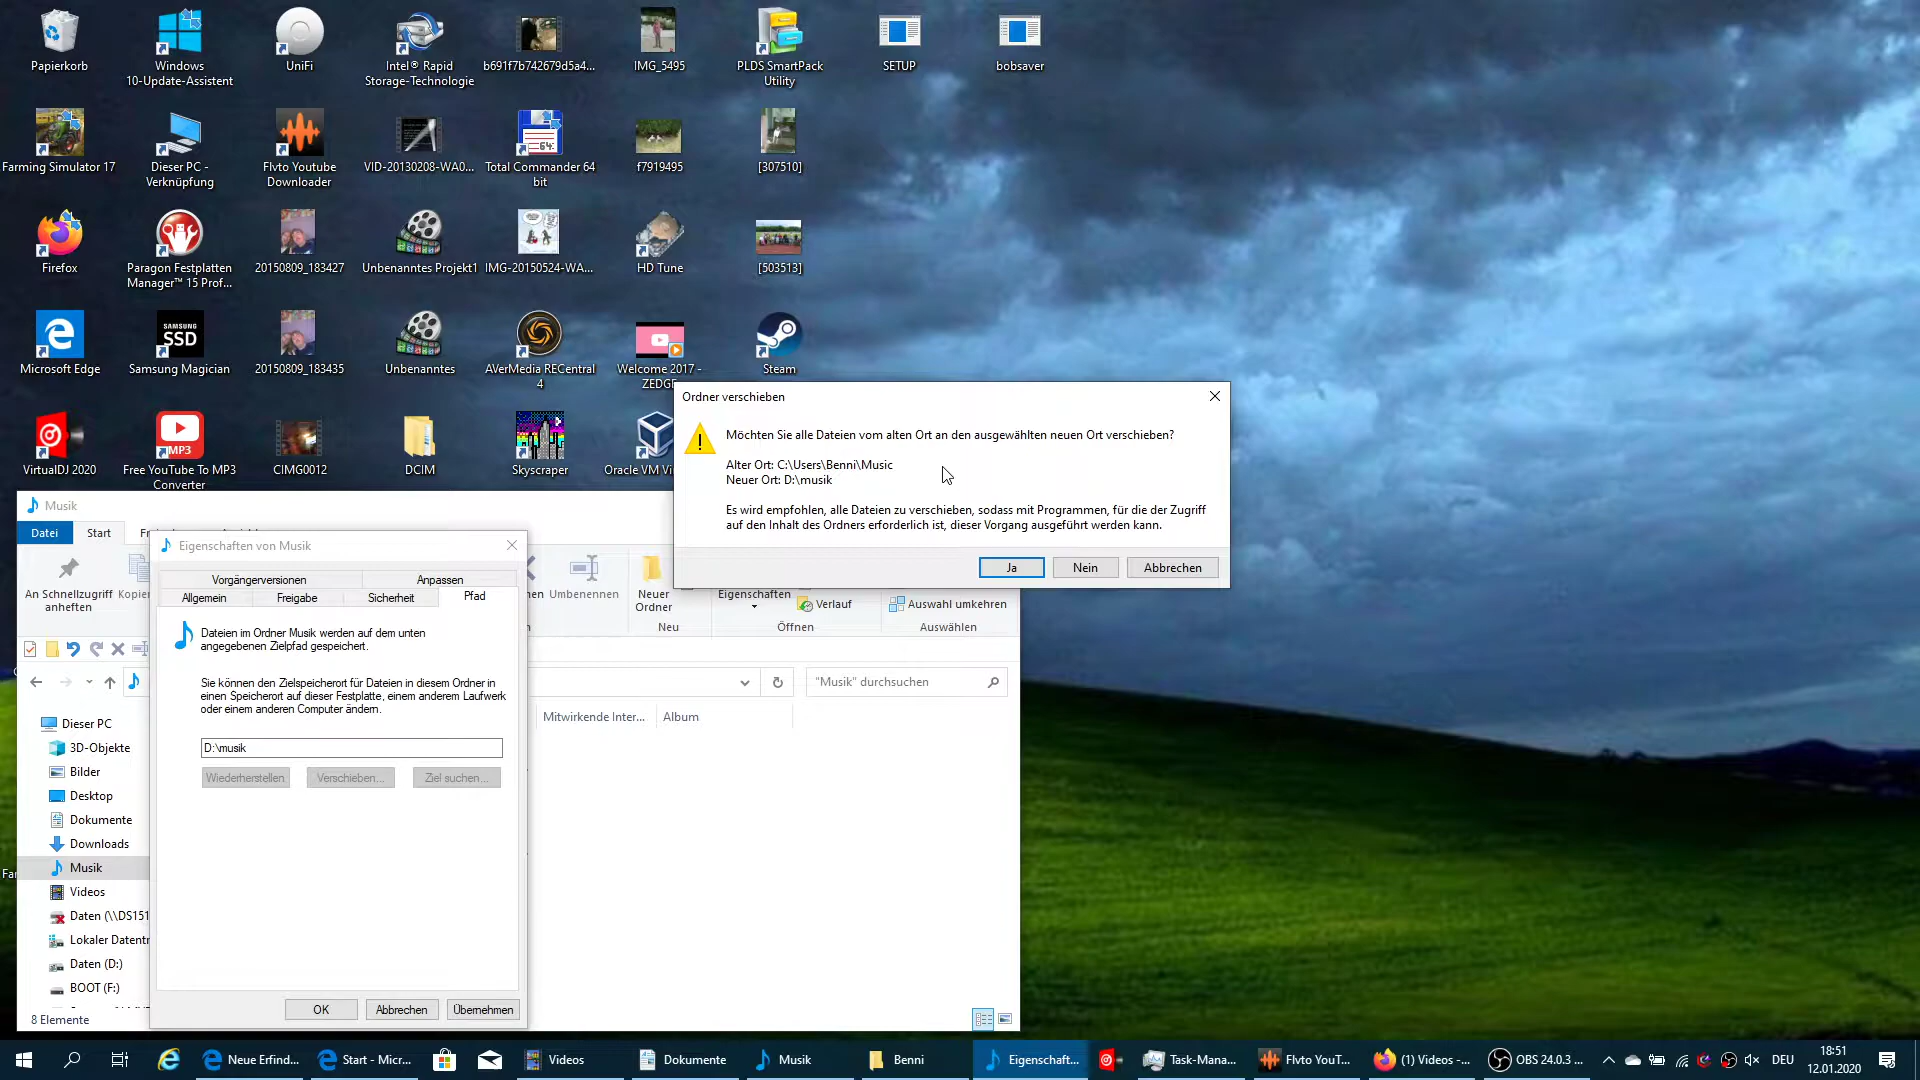 Papierkorb
Windows
10-Update-Assistent
UniFi
Intel® Rapid
Storage-Technologie
b691f7b742679d5a4...
IMG_5495
PLDS SmartPack
Utility
SETUP
bobsaver
Farming Simulator 17
Dieser PC -
Verknüpfung
Flvto Youtube
Downloader
VID-20130208-WA0...
64:
Total Commander 64
bit
f7919495
[307510]
Firefox
Paragon Festplatten
Manager™ 15 Prof...
20150809_183427
Unbenanntes Projekt1
IMG-20150524-WA...
HD Tune
[503513]
Microsoft Edge
SAMSUNG
SSD
Samsung Magician
20150809_183435
Unbenanntes
AVerMedia RECentral
4
Welcome 2017 -
ZEDGE
Steam
VirtualDJ 2020
MP3
Free YouTube To MP3
Converter
CIMG0012
DCIM
Skyscraper
Oracle VM Vi
Ordner verschieben
Möchten Sie alle Dateien vom alten Ort an den ausgewählten neuen Ort verschieben?
Alter Ort: C:\Users\Benni\Music
Neuer Ort: D:\musik
Es wird empfohlen, alle Dateien zu verschieben, sodass mit Programmen, für die der Zugriff
auf den Inhalt des Ordners erforderlich ist, dieser Vorgang ausgeführt werden kann.
Ja
Nein
Abbrechen
Musik
Datei
Start
An Schnellzugriff
anheften
Kopier
Umbenennen
Neuer
Ordner
Neu
Eigenschaften
Verlauf
Öffnen
Auswahl umkehren
Auswählen
"Musik" durchsuchen
Mitwirkende Inter...
Album
Dieser PC
3D-Objekte
Bilder
Desktop
Dokumente
Downloads
Musik
Videos
Daten (\\DS151
Lokaler Datentr
Daten (D:)
BOOT (F:)
8 Elemente
Eigenschaften von Musik
Vorgängerversionen
Anpassen
Allgemein
Freigabe
Sicherheit
Pfad
Dateien im Ordner Musik werden auf dem unten
angegebenen Zielpfad gespeichert.
Sie können den Zielspeicherort für Dateien in diesem Ordner in
einen Speicherort auf dieser Festplatte, einem anderem Laufwerk
oder einem anderen Computer ändern.
D:\musik
Wiederherstellen
Verschieben...
Ziel suchen...
OK
Abbrechen
Übernehmen
Neue Erfind...
Start - Micr...
Videos
Dokumente
Musik
Benni
Eigenschaft...
Task-Mana...
Flvto YouT...
(1) Videos -...
OBS 24.0.3 ...
DEU
18:51
12.01.2020